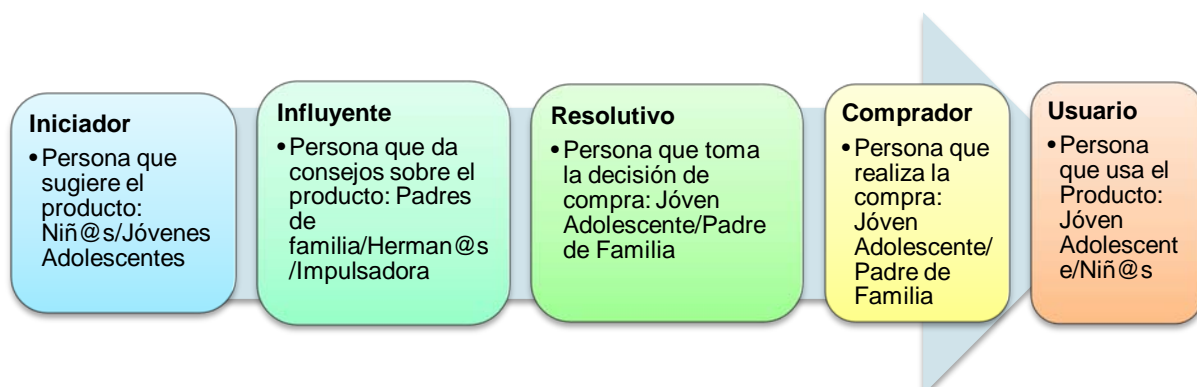 Iniciador
•Persona que
sugiere el
producto:
Niñ@s/Jóvenes
Adolescentes
Influyente
•Persona que da
consejos sobre el
producto: Padres
de
familia/Herman@s
/Impulsadora
Resolutivo
•Persona que toma
la decisión de
compra: Jóven
Adolescente/Padre
de Familia
Comprador
•Persona que
realiza la
compra:
Jóven
Adolescente/
Padre de
Familia
Usuario
•Persona
que usa el
Producto:
Jóven
Adolescent
e/Niñ@s